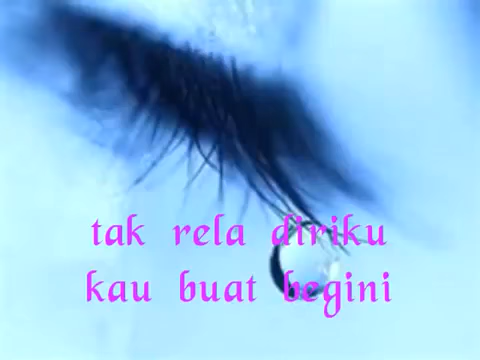 tak rela diriku
kau buat begini